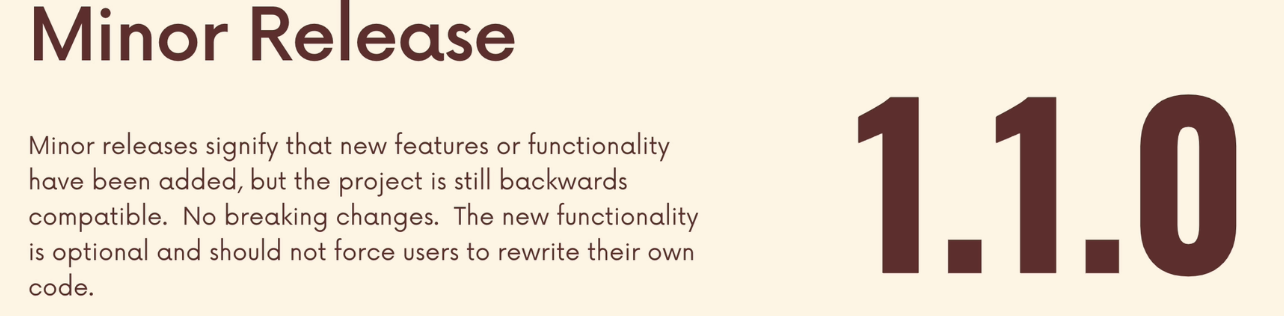 Minor Release
Minor releases signify that new features or functionality
have been added, but the project is still backwards
compatible.  No breaking changes.  The new functionality
is optional and should not force users to rewrite their own
code.
1.1.0